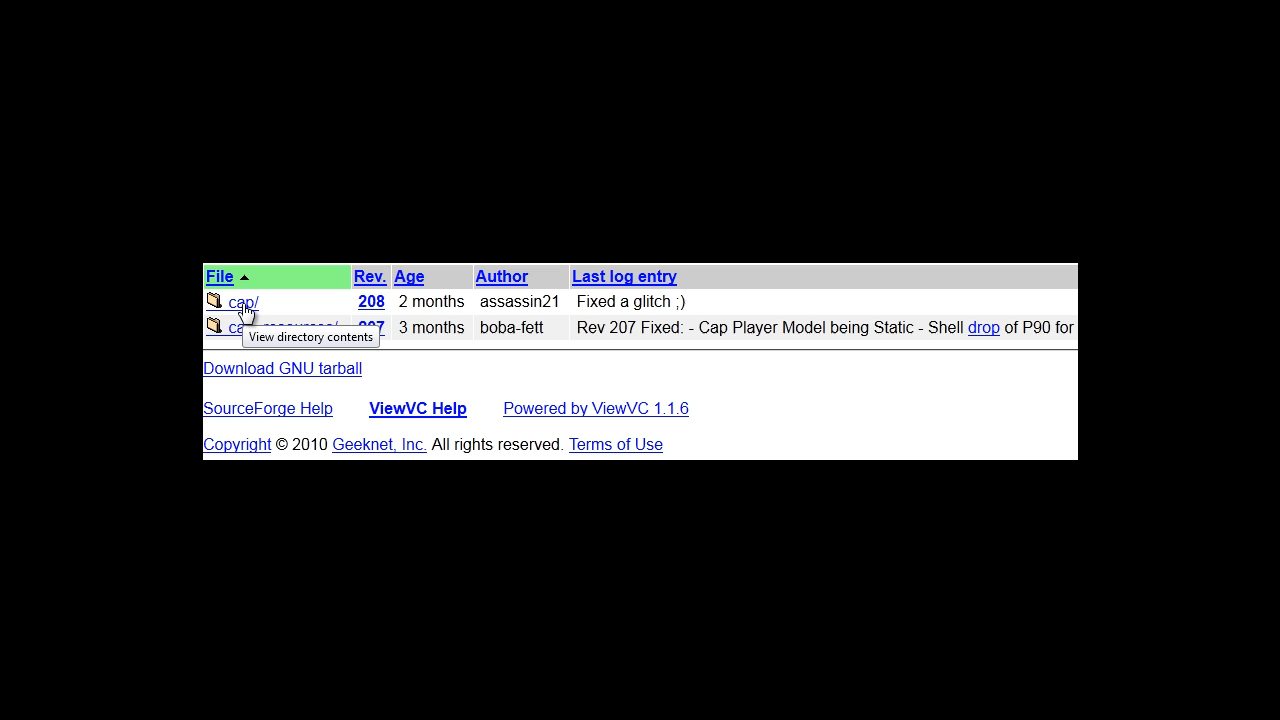 File Rev. Age Author Last log entry
cap/ 208 2 months assassin21 Fixed a glitch ;)
3 months boba-fett Rev 207 Fixed: - Cap Player Model being Static - Shell drop of P90 for
View directory contents
Download GNU tarball
SourceForge Help ViewVC Help Powered by ViewVC 1.1.6
Copyright © 2010 Geeknet, Inc. All rights reserved. Terms of Use